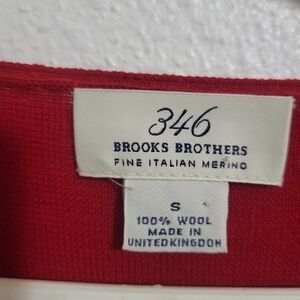 346
BROOKS BROTHERS
FINE ITALIAN MERINO
S
100% WOOL
MADE IN
UNITEDKINGDOM